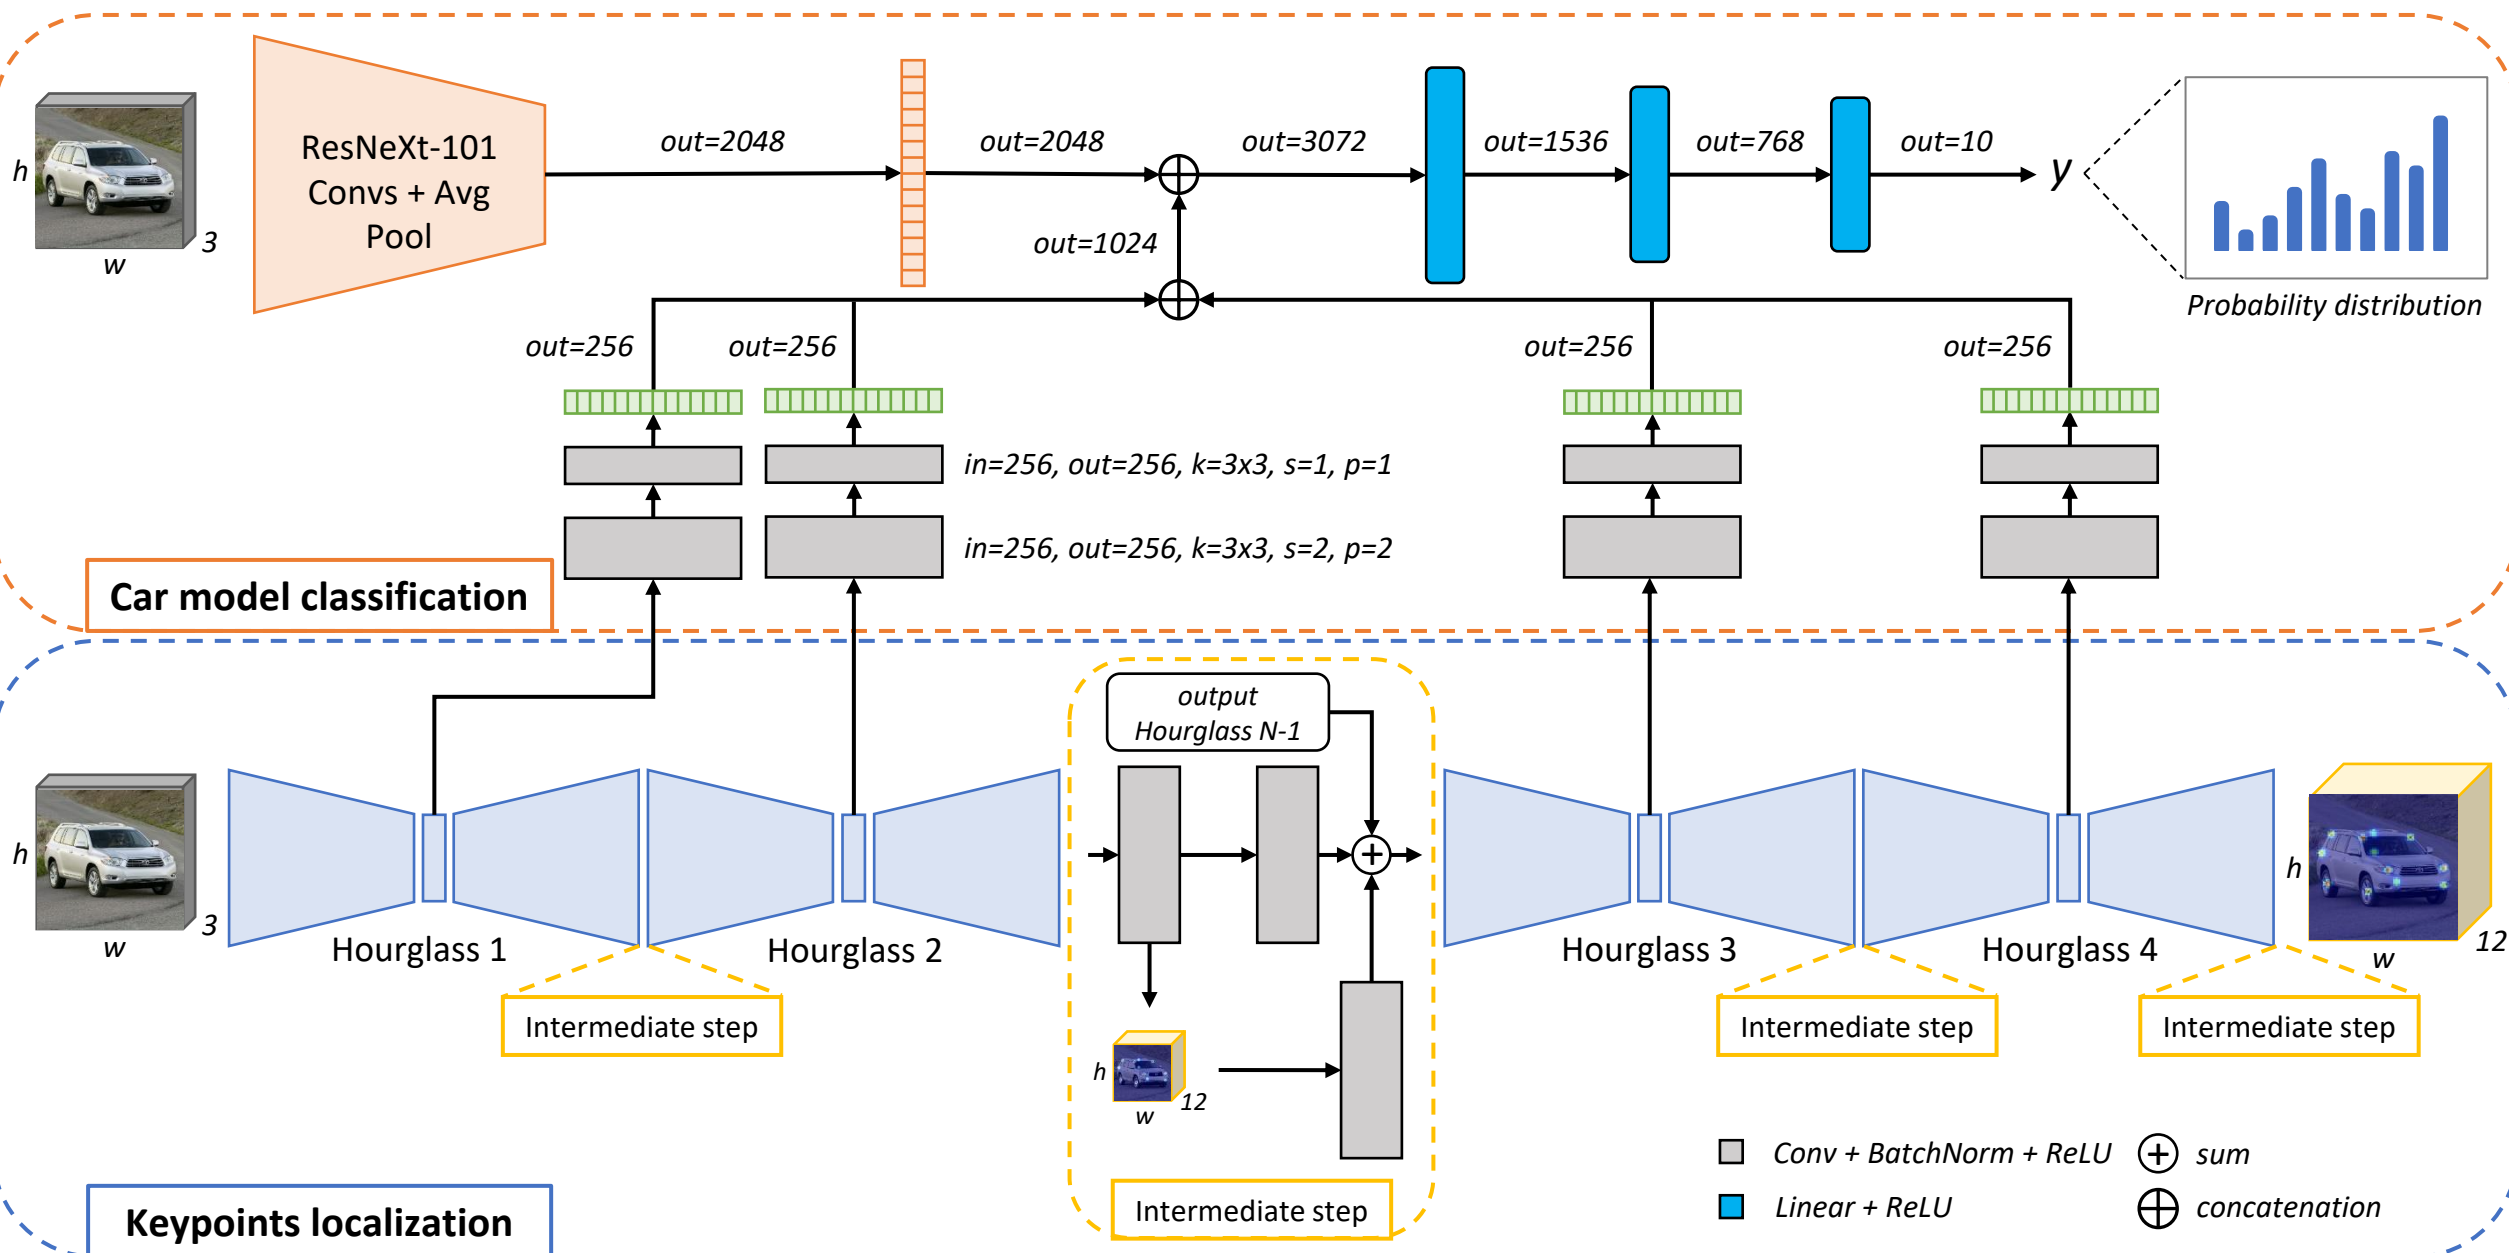 h
w
3
ResNeXt-101
Convs + Avg
Pool
out=2048
out=2048
out=3072
out=1536
out=768
out=10
y
out=1024
Probability distribution
out=256
out=256
out=256
out=256
in=256, out=256, k=3x3, s=1, p=1
in=256, out=256, k=3x3, s=2, p=2
Car model classification
output
Hourglass N-1
h
w
3
Hourglass 1
Hourglass 2
Hourglass 3
Hourglass 4
h
w
12
Intermediate step
Intermediate step
Intermediate step
h
w
12
Intermediate step
Conv + BatchNorm + ReLU
sum
Linear + ReLU
concatenation
Keypoints localization